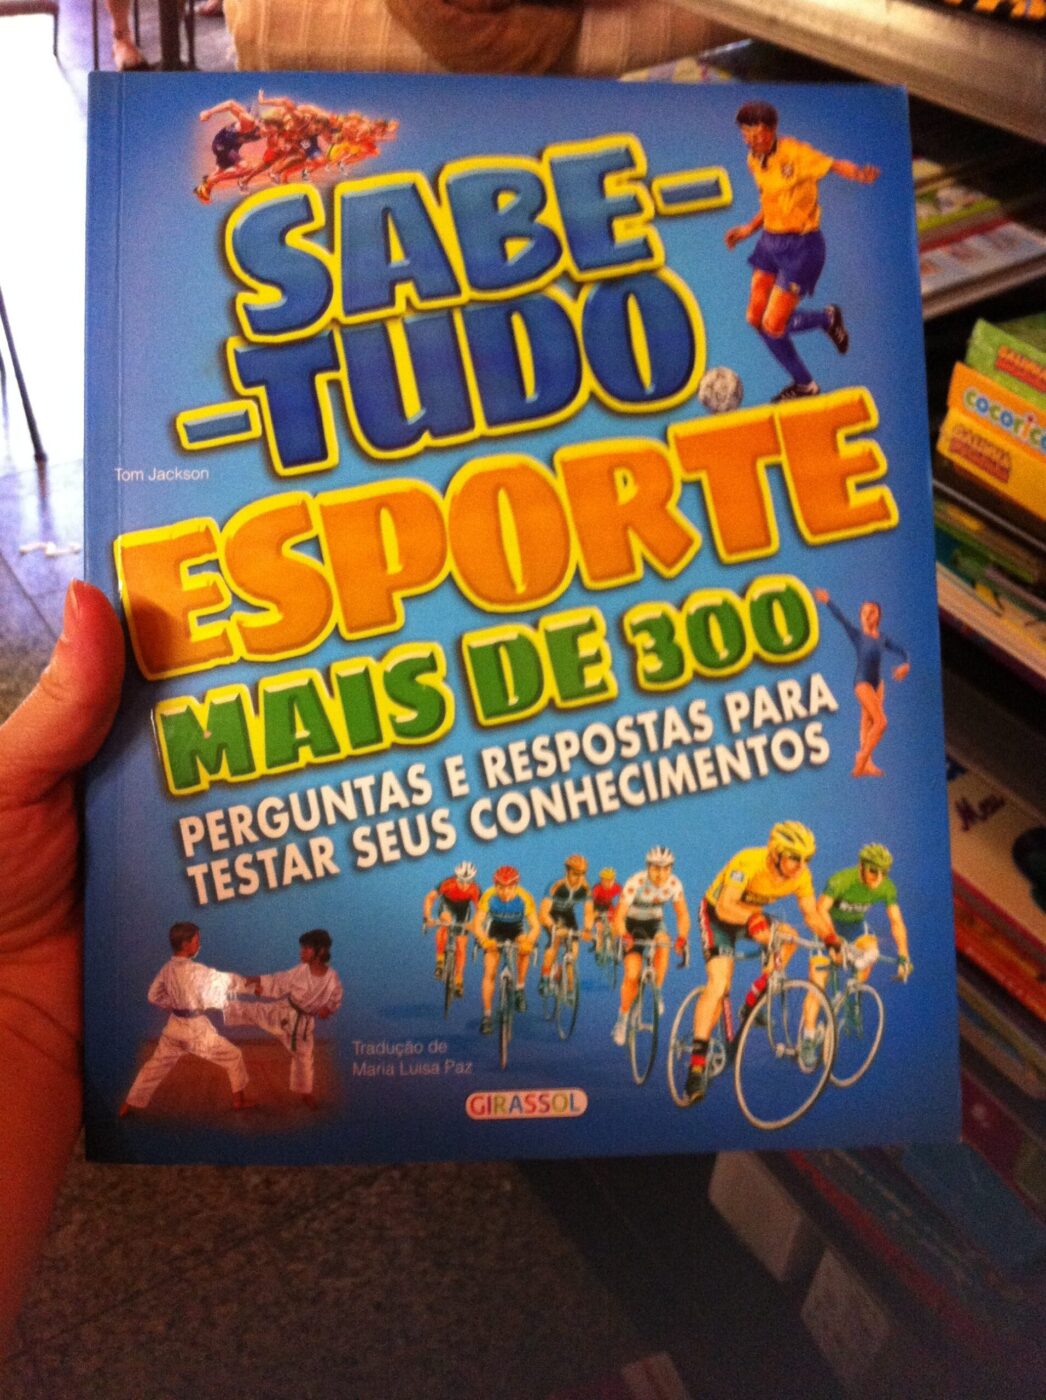 SABE-
-TUDO
Tom Jackson
ESPORTE
MAIS DE 300
PERGUNTAS E RESPOSTAS PARA
TESTAR SEUS CONHECIMENTOS
Tradução de
Maria Luisa Paz
GIRASSOL